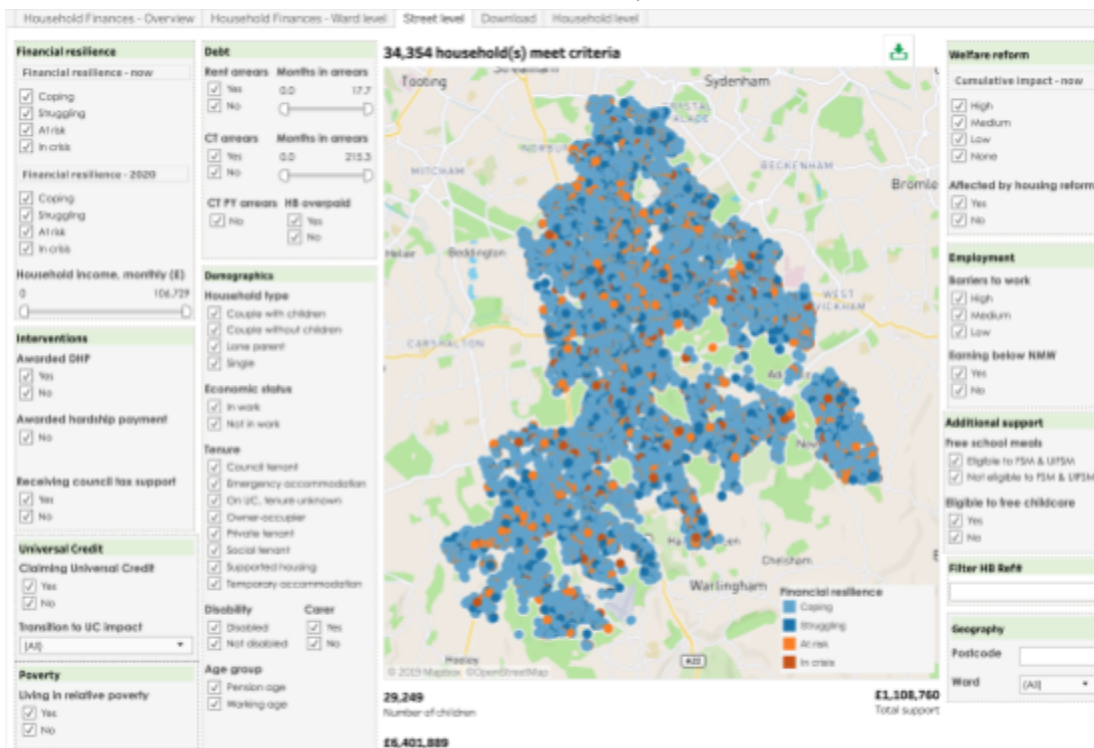 Household Finances - Overview
Household Finances - Ward level
Street level
Download
Household level
Financial resilience
Financial resilience - now
Coping
Struggling
At risk
In crisis
Financial resilience - 2020
Coping
Struggling
At risk
In crisis
Household income, monthly (£)
0 106,729
Interventions
Awarded DHP
Yes
No
Awarded hardship payment
No
Receiving council tax support
Yes
No
Universal Credit
Claiming Universal Credit
Yes
No
Transition to UC impact
(All)
Poverty
Living in relative poverty
Yes
No
Debt
Rent arrears Months in arrears
Yes 0.0 17.7
No
CT arrears Months in arrears
Yes 0.0 215.3
No
CT PY arrears HB overpaid
No Yes
No
Demographics
Household type
Couple with children
Couple without children
Lone parent
Single
Economic status
In work
Not in work
Tenure
Council tenant
Emergency accommodation
On UC, tenure unknown
Owner-occupier
Private tenant
Social tenant
Supported housing
Temporary accommodation
Disability Carer
Disabled Yes
Not disabled No
Age group
Pension age
Working age
34,354 household(s) meet criteria
Tooting
Sydenham
MITCHAM
BECKENHAM
Beddington
WEST
WICKHAM
CARSHALTON
Chelsham
Warlingham
Hooley
A22
Financial resilience
Coping
Struggling
At risk
In crisis
© 2019 Mapbox ©OpenStreetMap
29,249
Number of children
£1,108,760
Total support
£6,401,889
Welfare reform
Cumulative impact - now
High
Medium
Low
None
Affected by housing reform
Yes
No
Employment
Barriers to work
High
Medium
Low
Earning below NMW
Yes
No
Additional support
Free school meals
Eligible to FSM & UIFSM
Not eligible to FSM & UIFSM
Eligible to free childcare
Yes
No
Filter HB Ref#
Geography
Postcode
Ward (All)